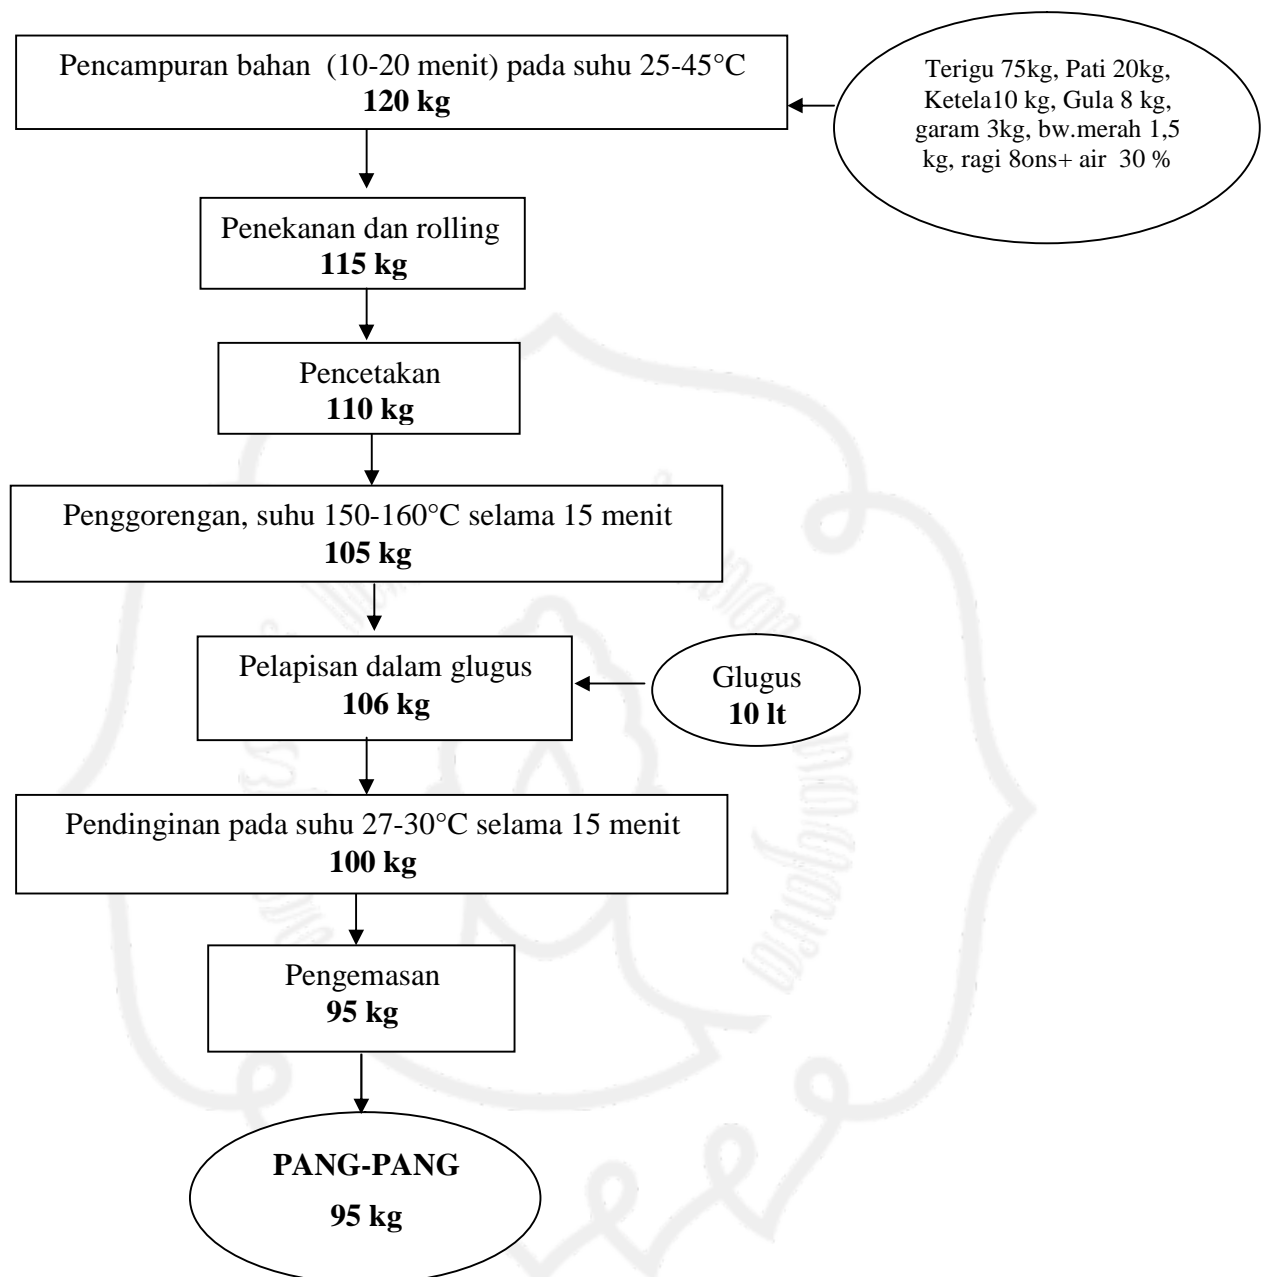 Pencampuran bahan (10-20 menit) pada suhu 25-45°C
120 kg
Terigu 75kg, Pati 20kg,
Ketela10 kg, Gula 8 kg,
garam 3kg, bw.merah 1,5
kg, ragi 8ons+ air 30 %
Penekanan dan rolling
115 kg
Pencetakan
110 kg
Penggorengan, suhu 150-160°C selama 15 menit
105 kg
Pelapisan dalam glugus
106 kg
Glugus
10 lt
Pendinginan pada suhu 27-30°C selama 15 menit
100 kg
Pengemasan
95 kg
PANG-PANG
95 kg